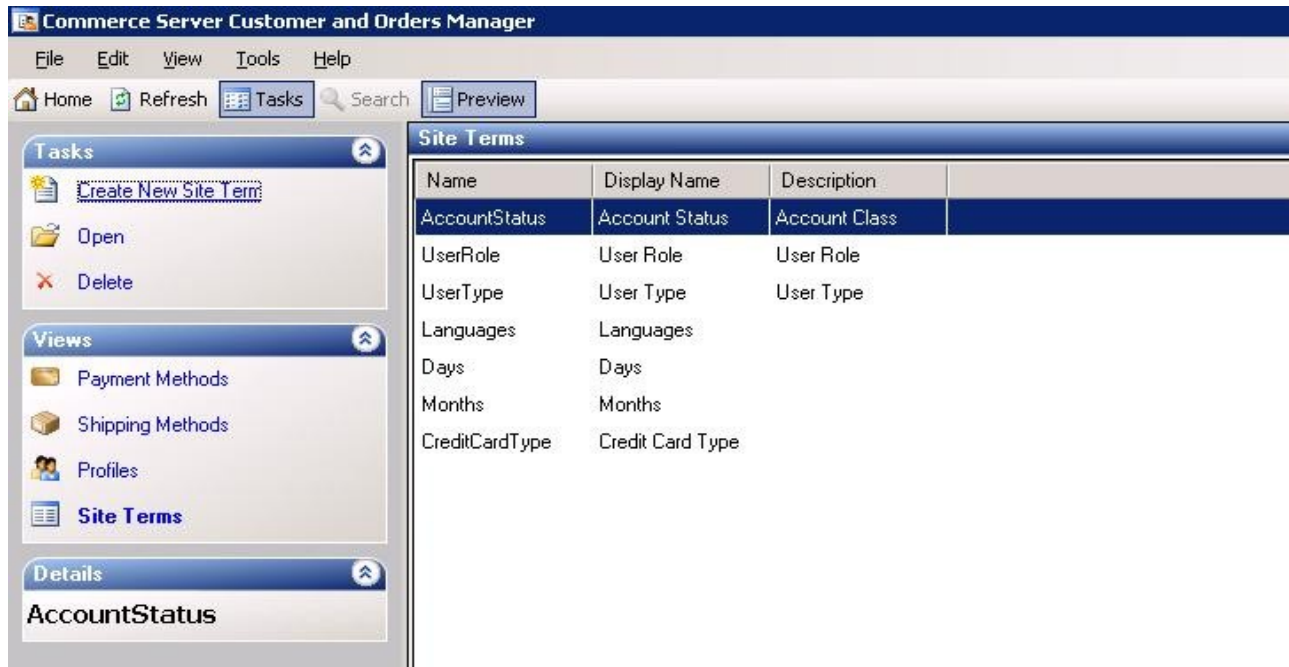 Commerce Server Customer and Orders Manager
File Edit View Tools Help
Home Refresh Tasks Search Preview
Tasks
Create New Site Term
Open
Delete
Views
Payment Methods
Shipping Methods
Profiles
Site Terms
Details
AccountStatus
Site Terms
Name Display Name Description
AccountStatus Account Status Account Class
UserRole User Role User Role
UserType User Type User Type
Languages Languages
Days Days
Months Months
CreditCardType Credit Card Type